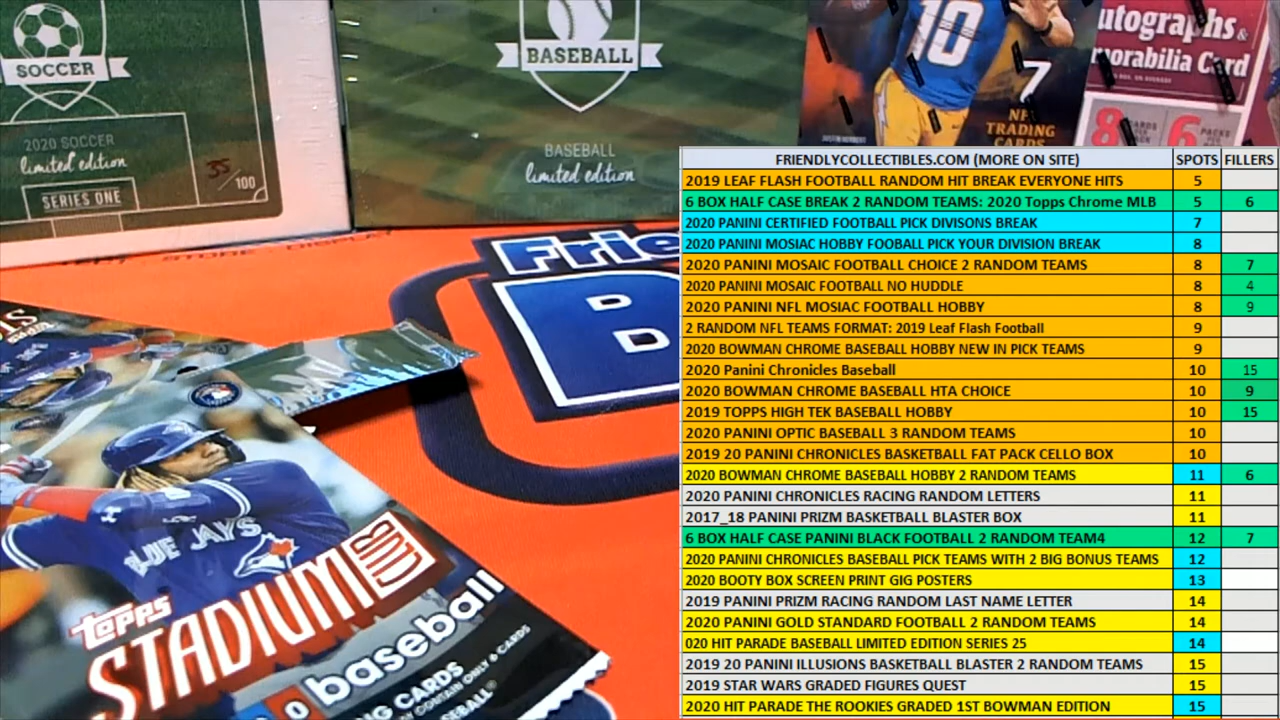 SOCCER
2020 SOCCER
limited edition
35
/100
SERIES ONE
BASEBALL
BASEBALL
limited edition
10
7
TRADING
CARDS
utographs &
morabilia Card
8
6
Frie
B
BLUE JAYS
TOPPS
STADIUM
CLUB
baseball
NG CARDS
CONTAIN ONLY 8 CARDS
FRIENDLYCOLLECTIBLES.COM (MORE ON SITE) SPOTS FILLERS
2019 LEAF FLASH FOOTBALL RANDOM HIT BREAK EVERYONE HITS 5
6 BOX HALF CASE BREAK 2 RANDOM TEAMS: 2020 Topps Chrome MLB 5 6
2020 PANINI CERTIFIED FOOTBALL PICK DIVISONS BREAK 7
2020 PANINI MOSIAC HOBBY FOOBALL PICK YOUR DIVISION BREAK 8
2020 PANINI MOSAIC FOOTBALL CHOICE 2 RANDOM TEAMS 8 7
2020 PANINI MOSAIC FOOTBALL NO HUDDLE 8 4
2020 PANINI NFL MOSIAC FOOTBALL HOBBY 8 9
2 RANDOM NFL TEAMS FORMAT: 2019 Leaf Flash Football 9
2020 BOWMAN CHROME BASEBALL HOBBY NEW IN PICK TEAMS 9
2020 Panini Chronicles Baseball 10 15
2020 BOWMAN CHROME BASEBALL HTA CHOICE 10 9
2019 TOPPS HIGH TEK BASEBALL HOBBY 10 15
2020 PANINI OPTIC BASEBALL 3 RANDOM TEAMS 10
2019 20 PANINI CHRONICLES BASKETBALL FAT PACK CELLO BOX 10
2020 BOWMAN CHROME BASEBALL HOBBY 2 RANDOM TEAMS 11 6
2020 PANINI CHRONICLES RACING RANDOM LETTERS 11
2017_18 PANINI PRIZM BASKETBALL BLASTER BOX 11
6 BOX HALF CASE PANINI BLACK FOOTBALL 2 RANDOM TEAM4 12 7
2020 PANINI CHRONICLES BASEBALL PICK TEAMS WITH 2 BIG BONUS TEAMS 12
2020 BOOTY BOX SCREEN PRINT GIG POSTERS 13
2019 PANINI PRIZM RACING RANDOM LAST NAME LETTER 14
2020 PANINI GOLD STANDARD FOOTBALL 2 RANDOM TEAMS 14
020 HIT PARADE BASEBALL LIMITED EDITION SERIES 25 14
2019 20 PANINI ILLUSIONS BASKETBALL BLASTER 2 RANDOM TEAMS 15
2019 STAR WARS GRADED FIGURES QUEST 15
2020 HIT PARADE THE ROOKIES GRADED 1ST BOWMAN EDITION 15